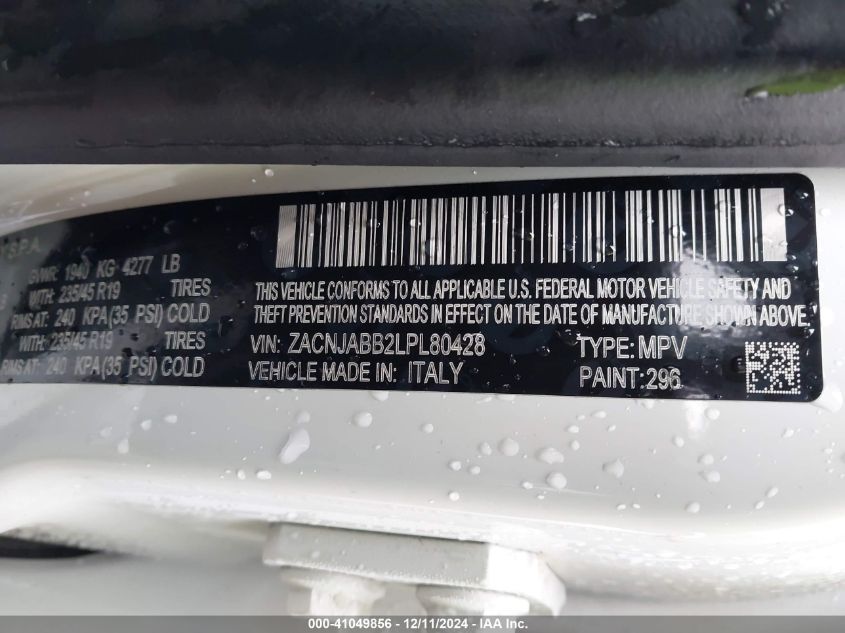 GVWR: 1940 KG 4277 LB
WITH: 235/45 R19 TIRES
RIMS AT: 240 KPA(35 PSI) COLD
WITH: 235/45 R19 TIRES
RIMS AT: 240 KPA(35 PSI) COLD
THIS VEHICLE CONFORMS TO ALL APPLICABLE U.S. FEDERAL MOTOR VEHICLE SAFETY AND
THEFT PREVENTION STANDARDS IN EFFECT ON THE DATE OF MANUFACTURE SHOWN ABOVE.
VIN: ZACNJABB2LPL80428 TYPE: MPV
VEHICLE MADE IN: ITALY PAINT: 296
000-41049856 - 12/11/2024 - IAA Inc.